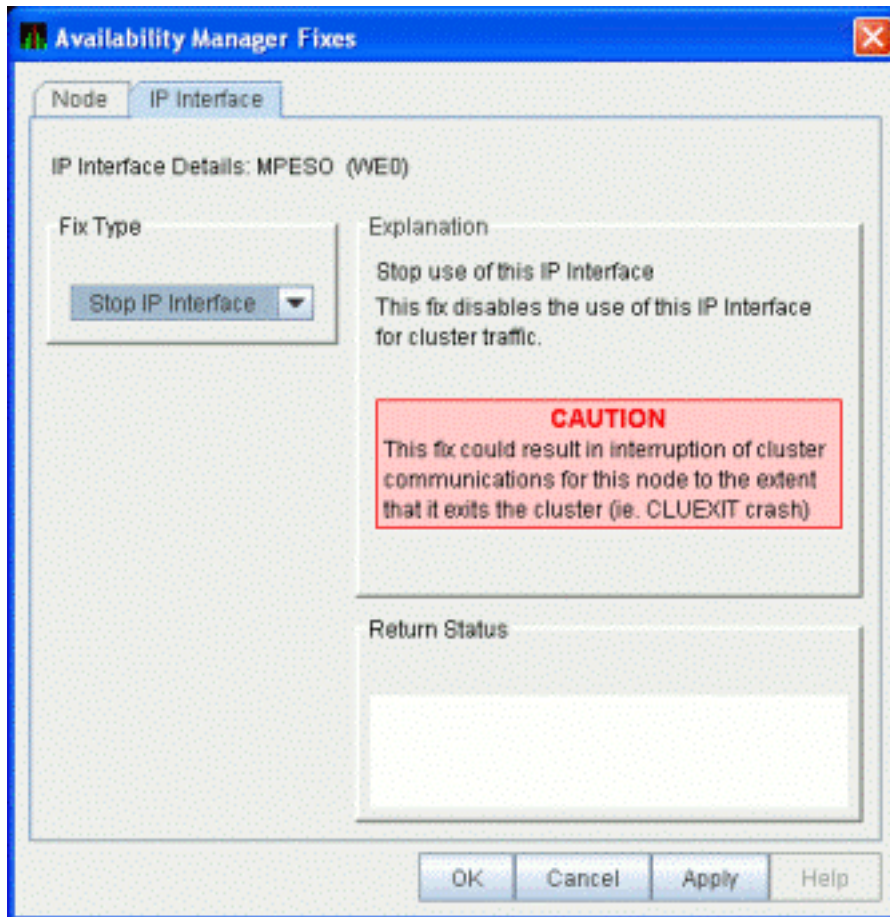 Availability Manager Fixes
Node
IP Interface
IP Interface Details: MPESO (WE0)
Fix Type
Stop IP Interface
Explanation
Stop use of this IP Interface
This fix disables the use of this IP Interface
for cluster traffic.
CAUTION
This fix could result in interruption of cluster
communications for this node to the extent
that it exits the cluster (ie. CLUEXIT crash)
Return Status
OK
Cancel
Apply
Help